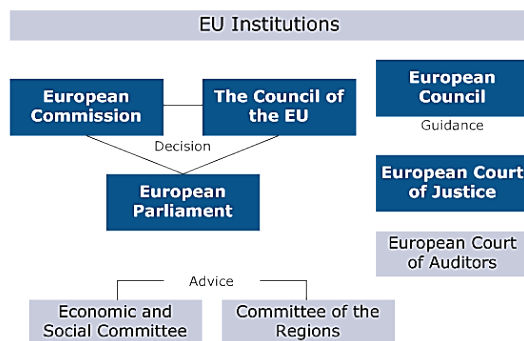 EU Institutions
European
Commission
The Council of
the EU
European
Council
Guidance
Decision
European
Parliament
European Court
of Justice
European Court
of Auditors
Advice
Economic and
Social Committee
Committee of the
Regions